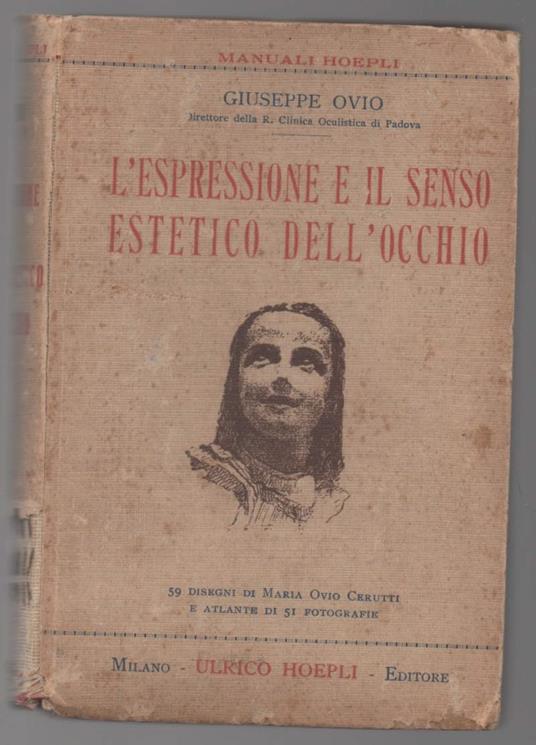 MANUALI HOEPLI
GIUSEPPE OVIO
Direttore della R. Clinica Oculistica di Padova
L'ESPRESSIONE E IL SENSO
ESTETICO DELL'OCCHIO
59 DISEGNI DI MARIA OVIO CERUTTI
E ATLANTE DI 51 FOTOGRAFIE
MILANO - ULRICO HOEPLI - EDITORE